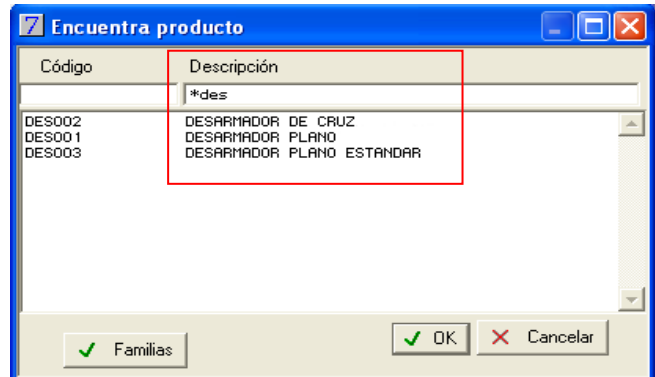 7 Encuentra producto
Código Descripción
*des
DES002 DESARMADOR DE CRUZ
DES001 DESARMADOR PLANO
DES003 DESARMADOR PLANO ESTANDAR
Familias OK Cancelar